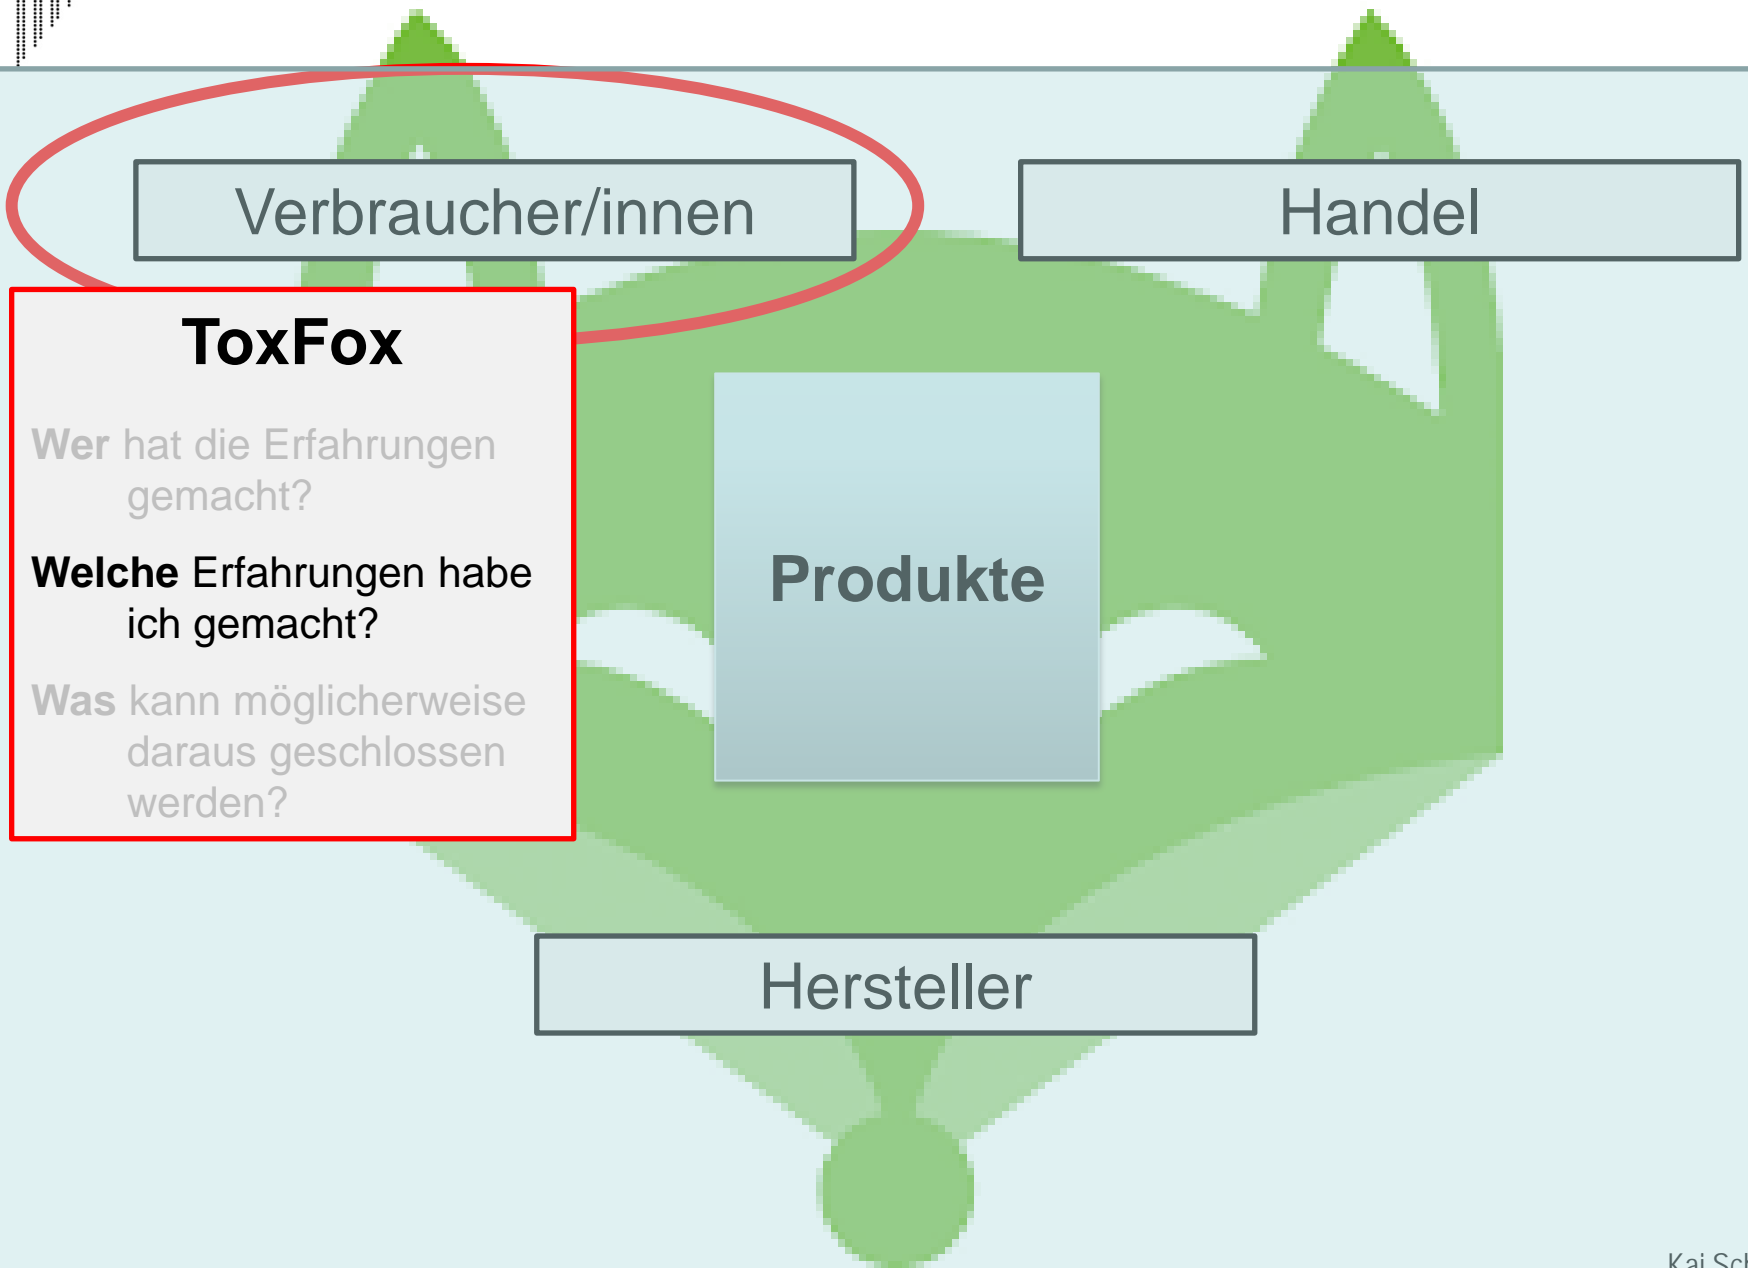 Verbraucher/innen
Handel
ToxFox
Wer hat die Erfahrungen
gemacht?
Welche Erfahrungen habe
ich gemacht?
Was kann möglicherweise
daraus geschlossen
werden?
Produkte
Hersteller
Kai